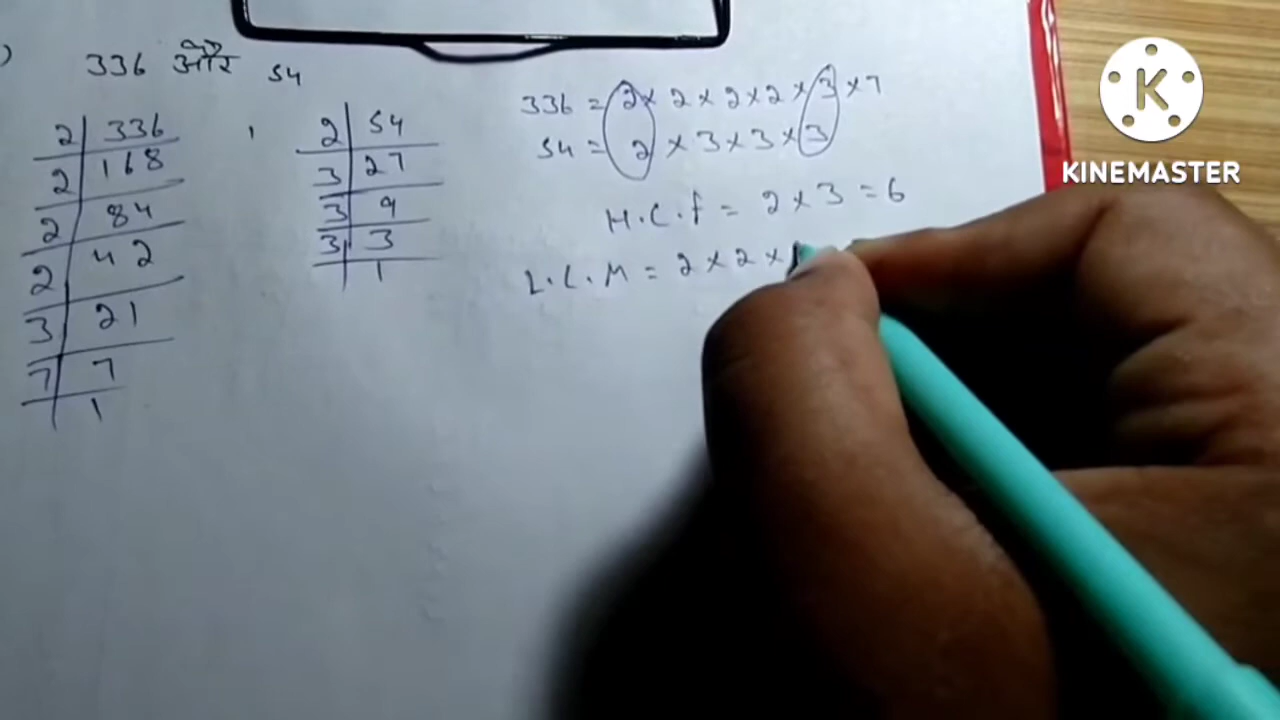 ) 336 और 54
2 | 336
2 | 168
2 | 84
2 | 42
3 | 21
7 | 7
1
2 | 54
3 | 27
3 | 9
3 | 3
1
336 = 2 × 2 × 2 × 2 × 3 × 7
54 = 2 × 3 × 3 × 3
H.C.f = 2 × 3 = 6
L.C.M = 2 × 2 ×
K
KINEMASTER